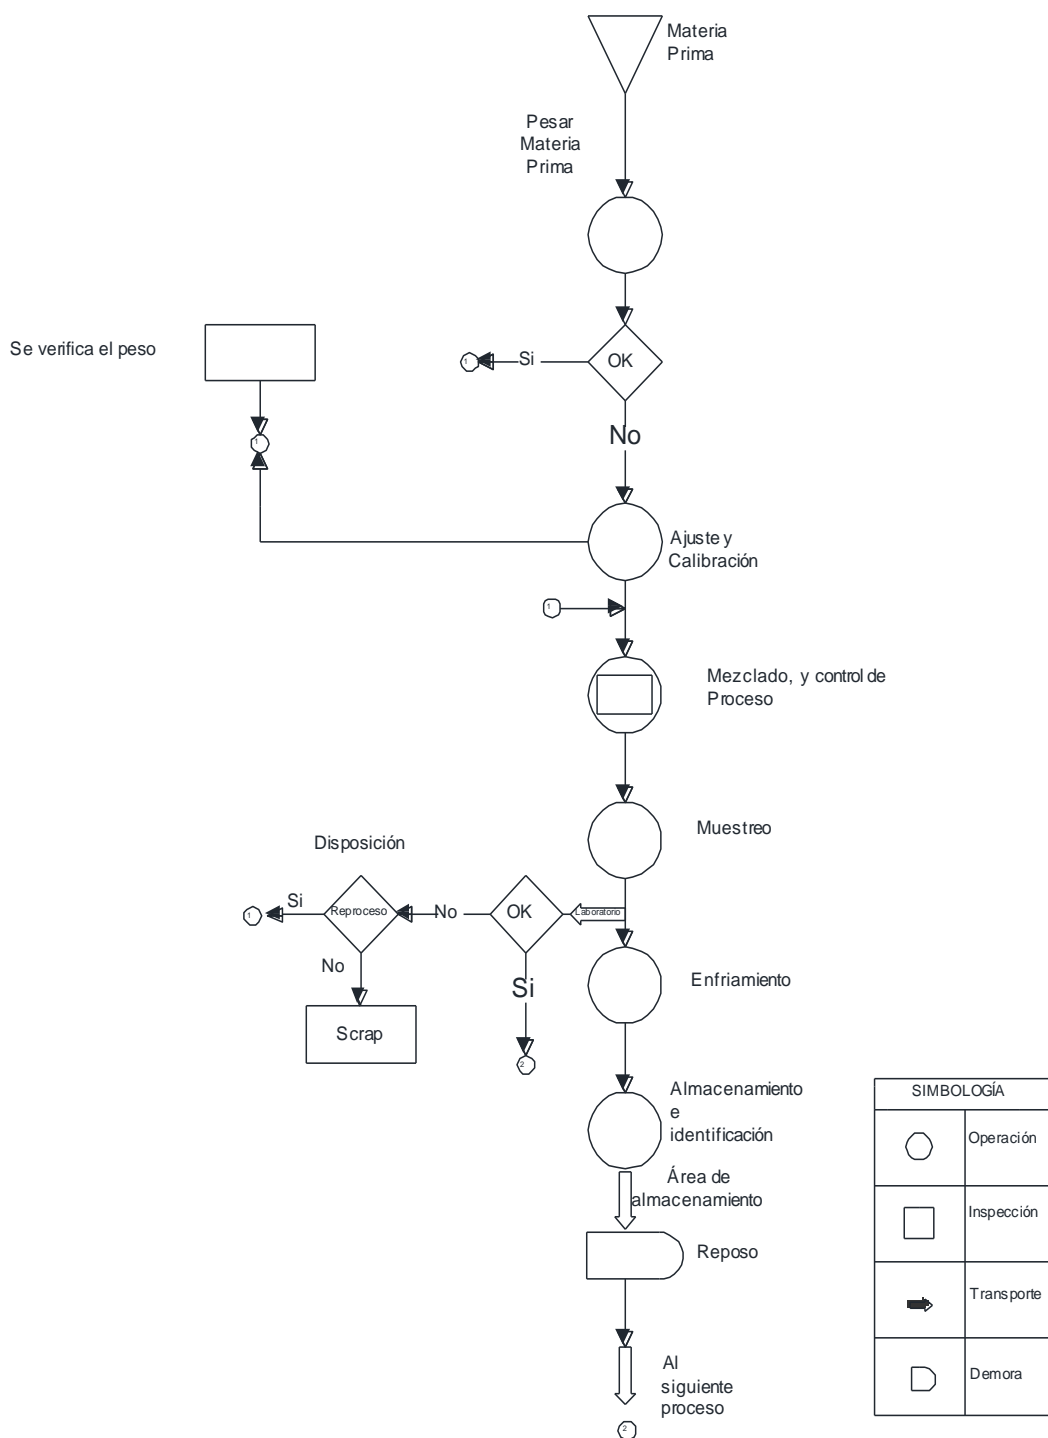 Materia
Prima
Pesar
Materia
Prima
Se verifica el peso
1
Si
OK
1
No
Ajuste y
Calibración
1
Mezclado, y control de
Proceso
Muestreo
Disposición
1
Si
Reproceso
No
OK
Laboratorio
No
Si
Enfriamiento
Scrap
2
Almacenamiento
e
identificación
Área de
almacenamiento
Reposo
Al
siguiente
proceso
2
SIMBOLOGÍA
Operación
Inspección
Transporte
Demora